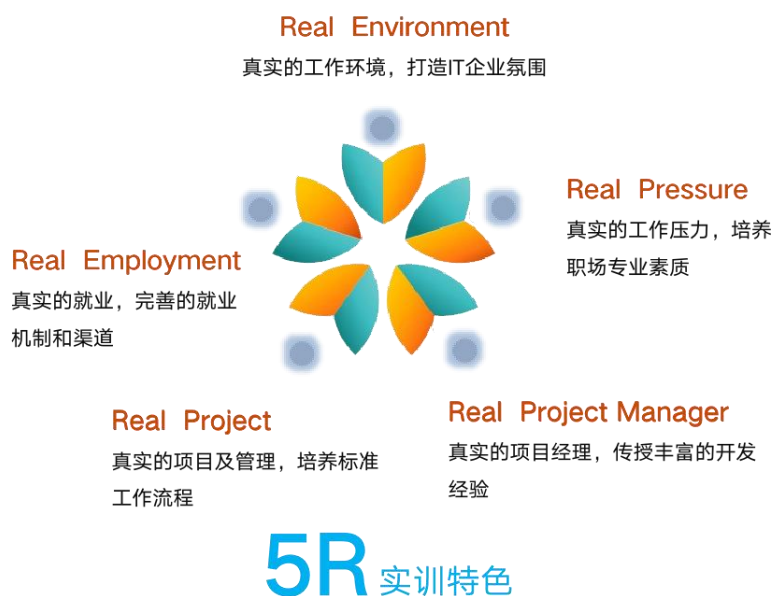 Real Environment
真实的工作环境，打造IT企业氛围
Real Pressure
真实的工作压力，培养
职场专业素质
Real Employment
真实的就业，完善的就业
机制和渠道
Real Project
真实的项目及管理，培养标准
工作流程
Real Project Manager
真实的项目经理，传授丰富的开发
经验
5R 实训特色